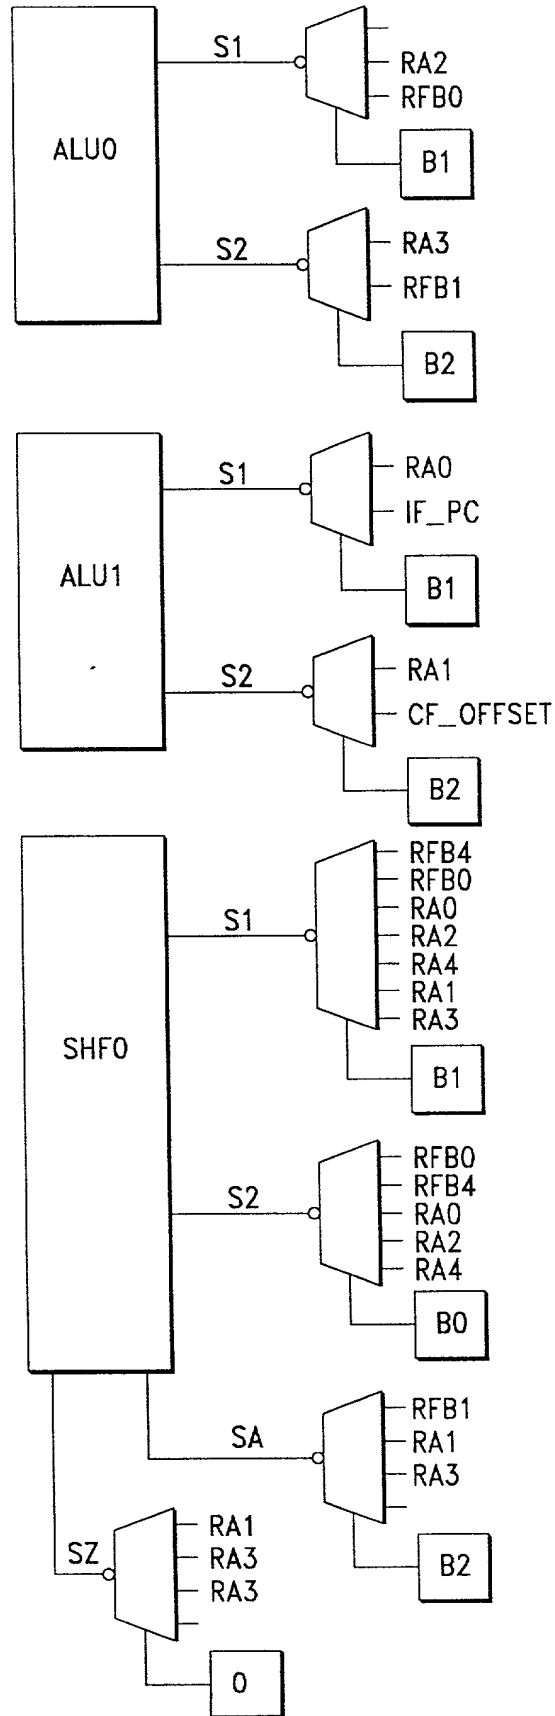 S1
RA2
RFB0
ALU0
B1
S2
RA3
RFB1
B2
S1
RA0
IF_PC
ALU1
B1
S2
RA1
CF_OFFSET
B2
RFB4
RFB0
RA0
S1
RA2
RA4
RA1
RA3
SHF0
B1
RFB0
RFB4
S2
RA0
RA2
RA4
B0
RFB1
SA
RA1
RA3
B2
RA1
SZ
RA3
RA3
0